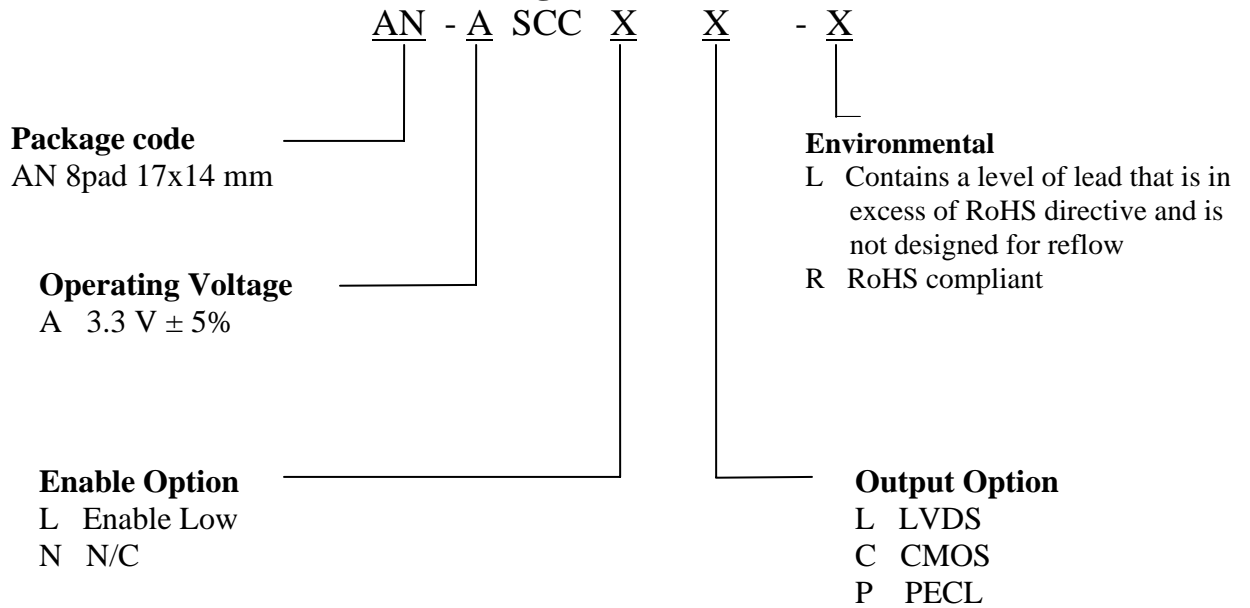 AN - A SCC X X - X
Package code
AN 8pad 17x14 mm
Environmental
L Contains a level of lead that is in
excess of RoHS directive and is
not designed for reflow
R RoHS compliant
Operating Voltage
A 3.3 V ± 5%
Enable Option
L Enable Low
N N/C
Output Option
L LVDS
C CMOS
P PECL